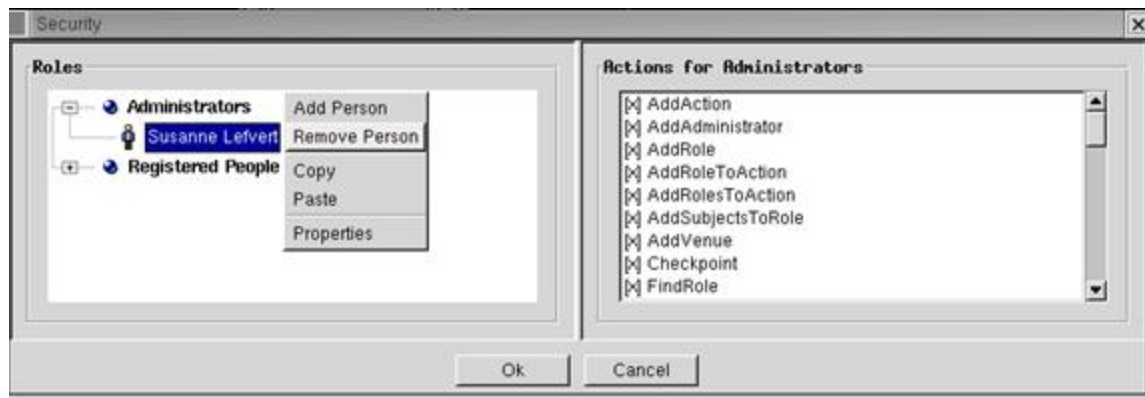 Security
Roles
Administrators
Susanne Lefvert
Registered People
Add Person
Remove Person
Copy
Paste
Properties
Actions for Administrators
[x] AddAction
[x] AddAdministrator
[x] AddRole
[x] AddRoleToAction
[x] AddRolesToAction
[x] AddSubjectsToRole
[x] AddVenue
[x] Checkpoint
[x] FindRole
Ok
Cancel